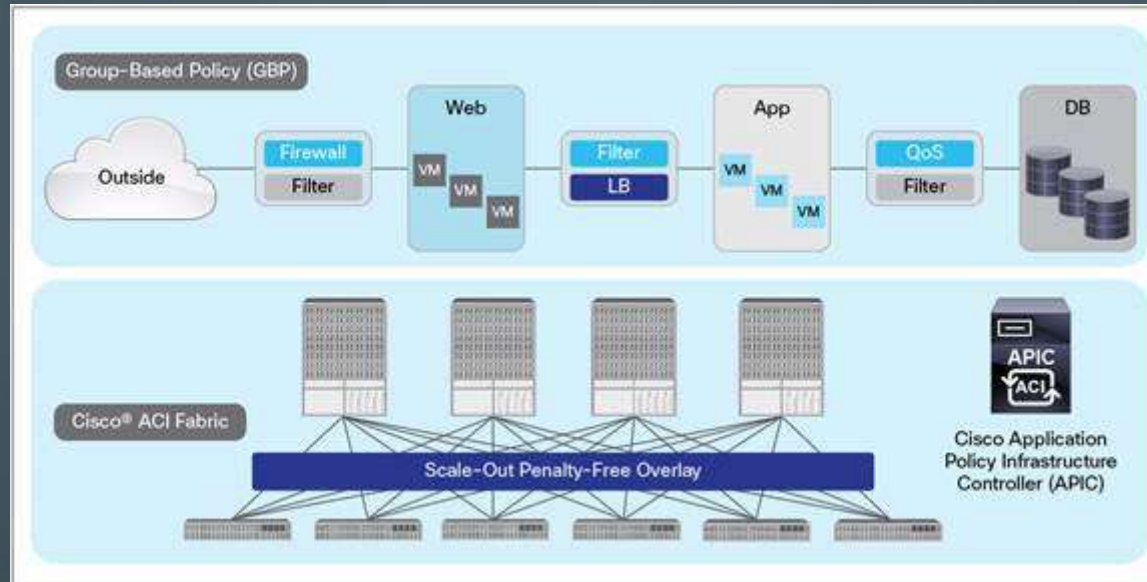 Group-Based Policy (GBP)
Outside
Firewall
Filter
Web
VM
VM
VM
Filter
LB
App
VM
VM
VM
QoS
Filter
DB
Cisco® ACI Fabric
Scale-Out Penalty-Free Overlay
APIC
ACI
Cisco Application
Policy Infrastructure
Controller (APIC)